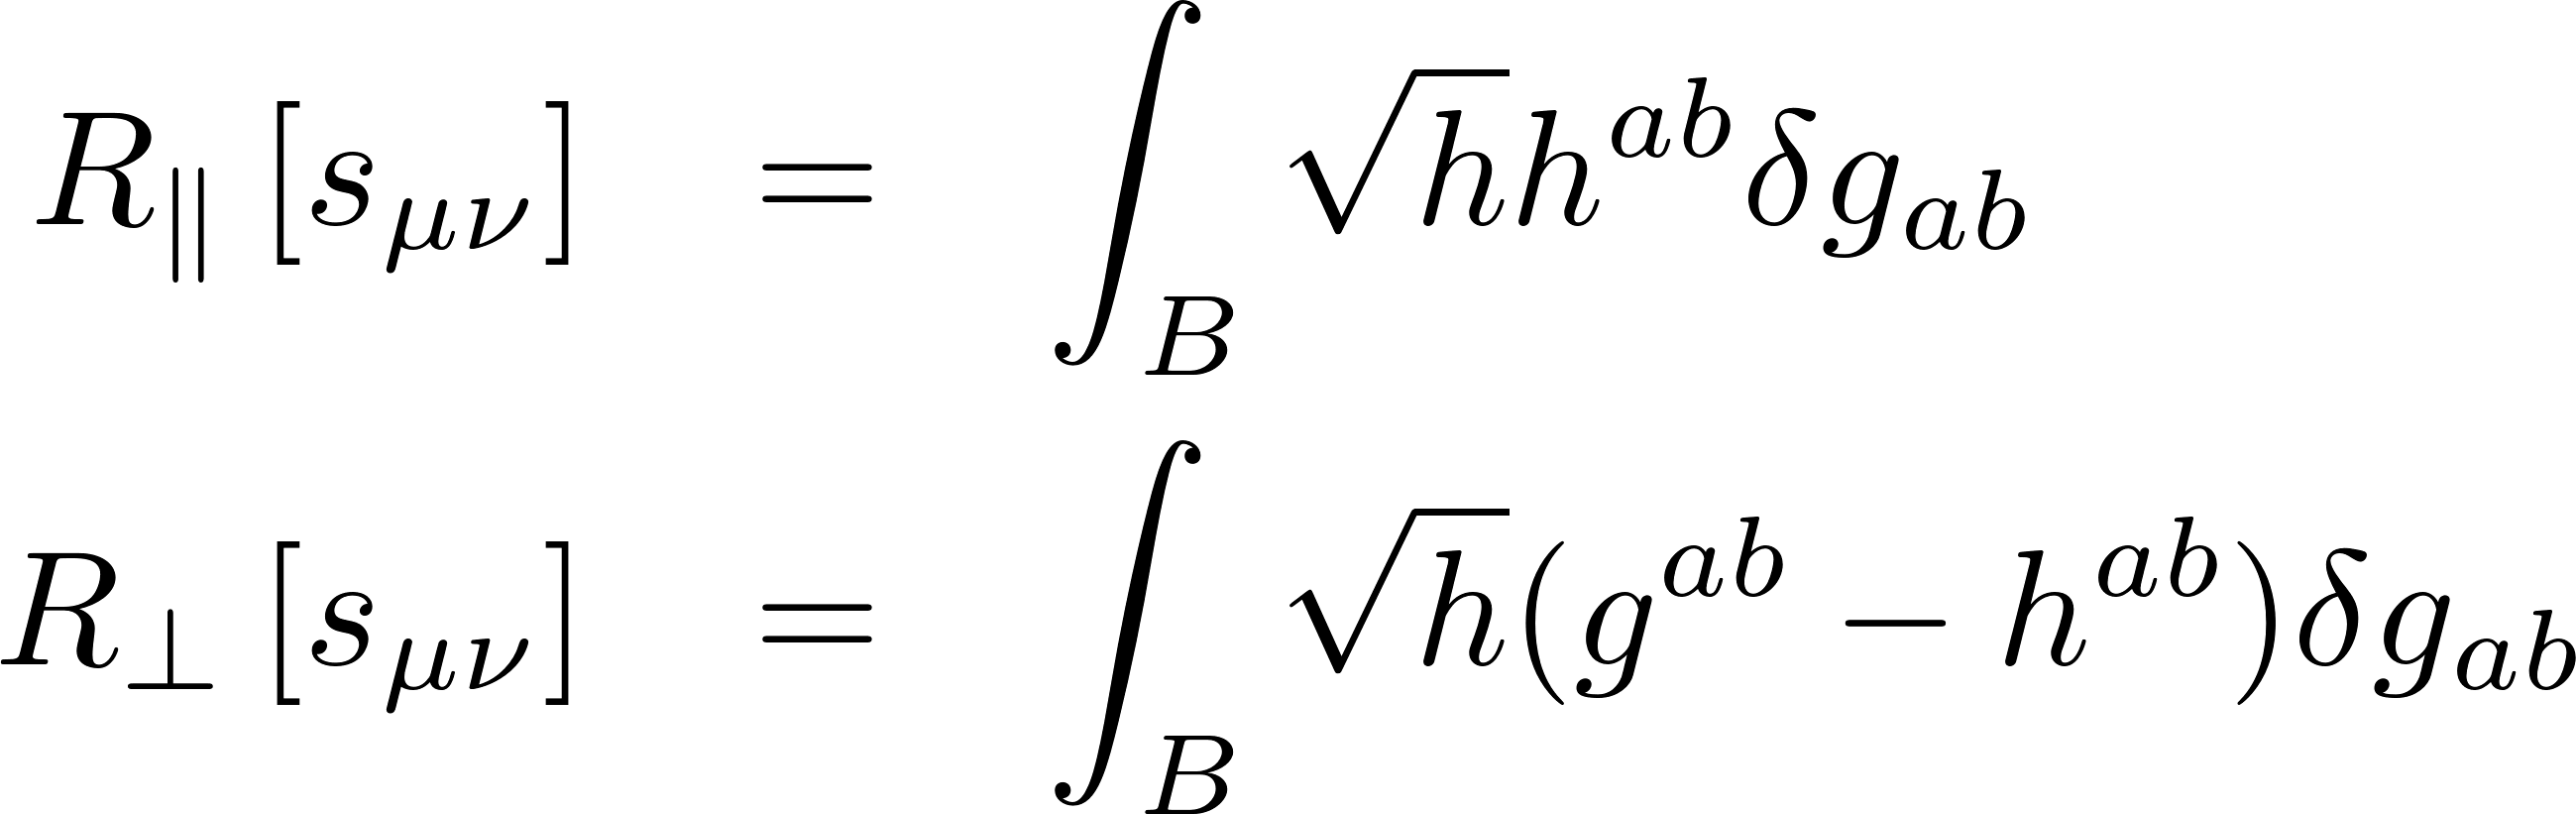 R_{\parallel} [s_{\mu\nu}] = \int_B \sqrt{h} h^{ab} \delta g_{ab}
R_{\perp} [s_{\mu\nu}] = \int_B \sqrt{h} (g^{ab} - h^{ab}) \delta g_{ab}